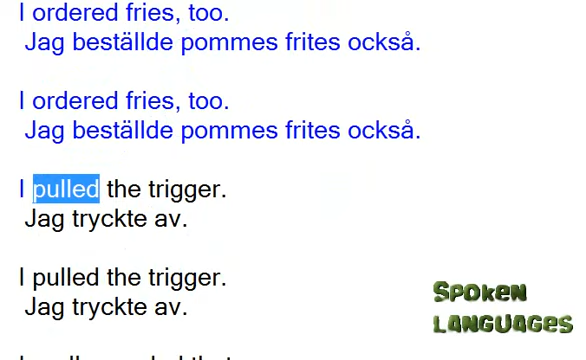 I ordered fries, too.
Jag beställde pommes frites också.
I ordered fries, too.
Jag beställde pommes frites också.
I pulled the trigger.
Jag tryckte av.
I pulled the trigger.
Jag tryckte av.
SPOKEN
LANGUAGES